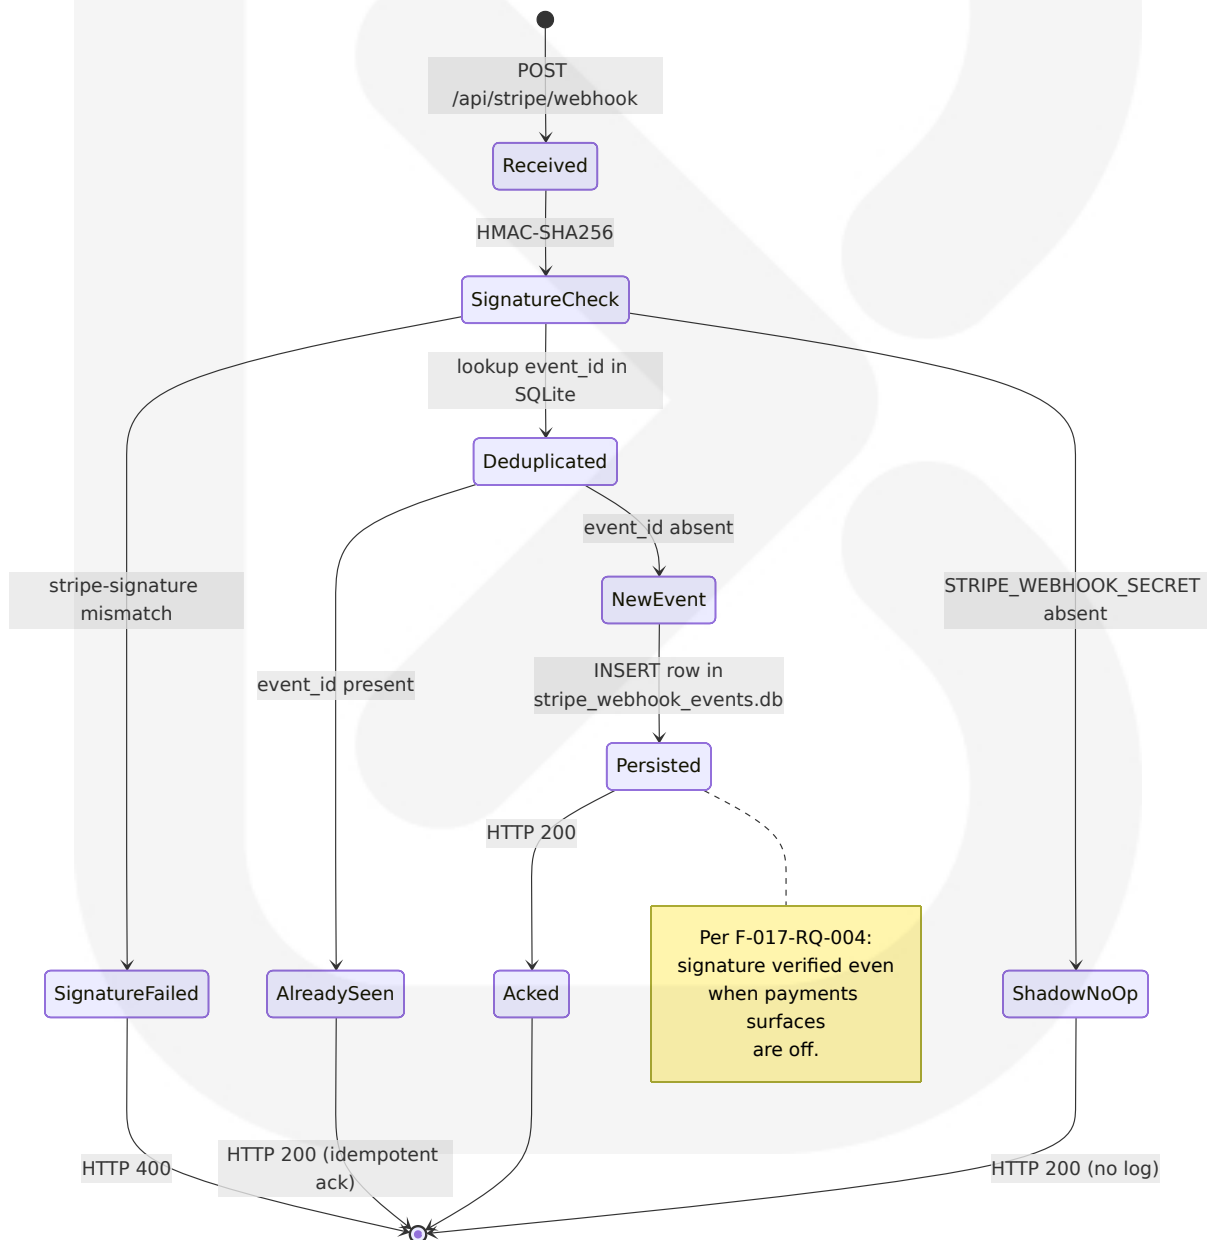 POST
/api/stripe/webhook
Received
HMAC-SHA256
SignatureCheck
lookup event_id in
SQLite
Deduplicated
event_id absent
stripe-signature
mismatch
NewEvent
STRIPE_WEBHOOK_SECRET
absent
event_id present
INSERT row in
stripe_webhook_events.db
Persisted
HTTP 200
Per F-017-RQ-004:
signature verified even
when payments
surfaces
are off.
SignatureFailed
AlreadySeen
Acked
ShadowNoOp
HTTP 400
HTTP 200 (idempotent
ack)
HTTP 200 (no log)